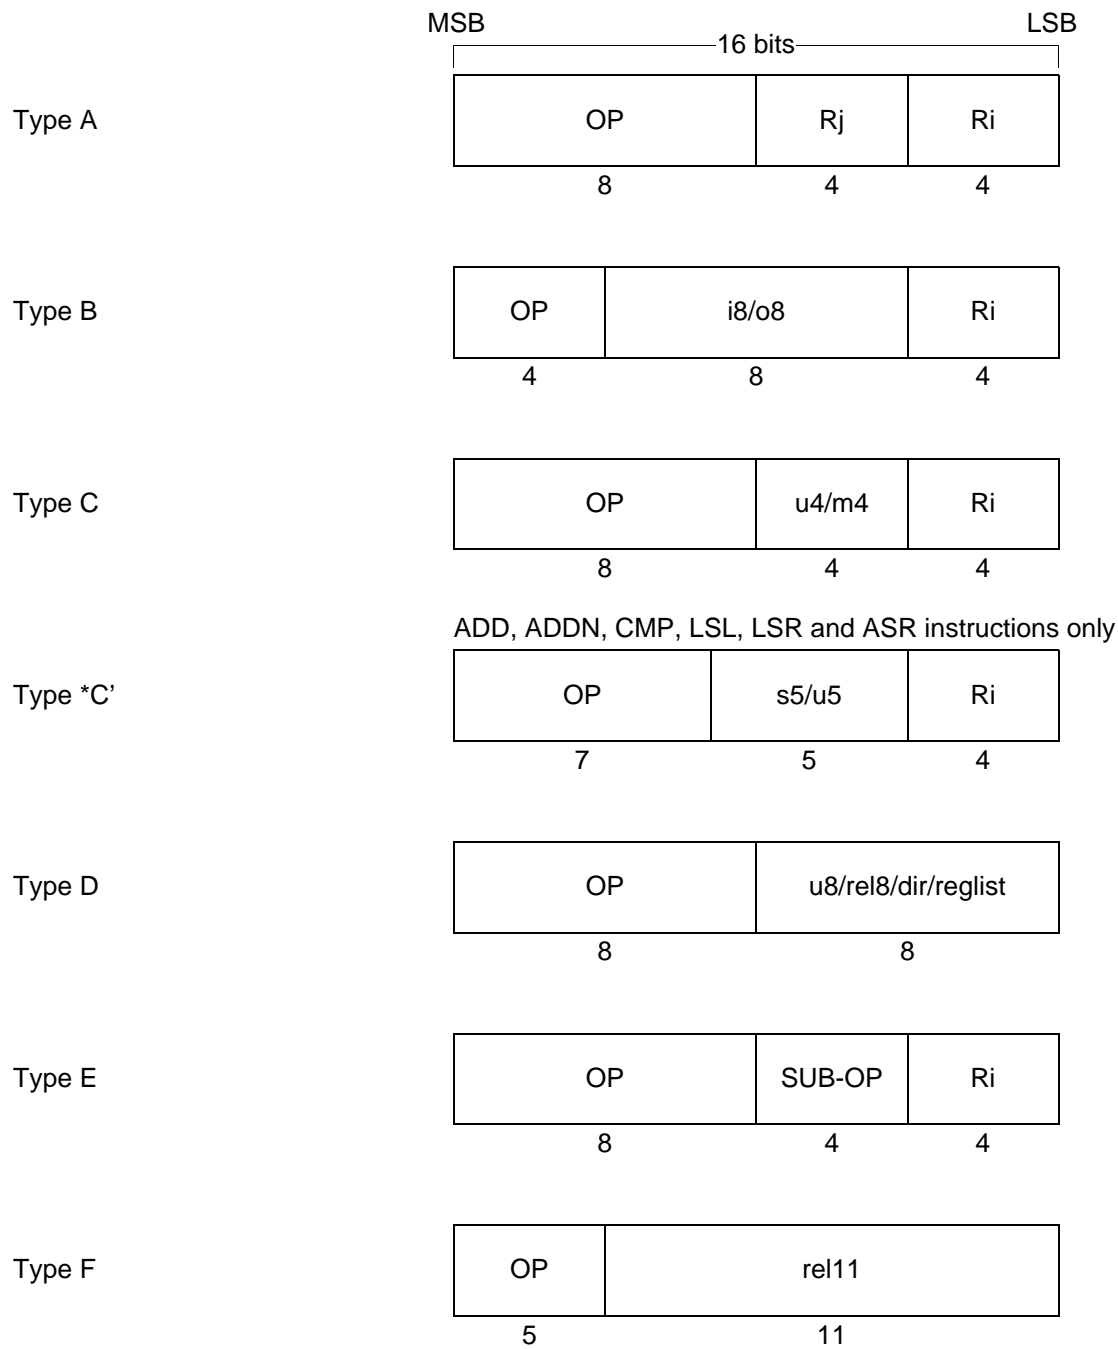 MSB LSB
16 bits
Type A OP Rj Ri
8 4 4
Type B OP i8/o8 Ri
4 8 4
Type C OP u4/m4 Ri
8 4 4
ADD, ADDN, CMP, LSL, LSR and ASR instructions only
Type *C’ OP s5/u5 Ri
7 5 4
Type D OP u8/rel8/dir/reglist
8 8
Type E OP SUB-OP Ri
8 4 4
Type F OP rel11
5 11